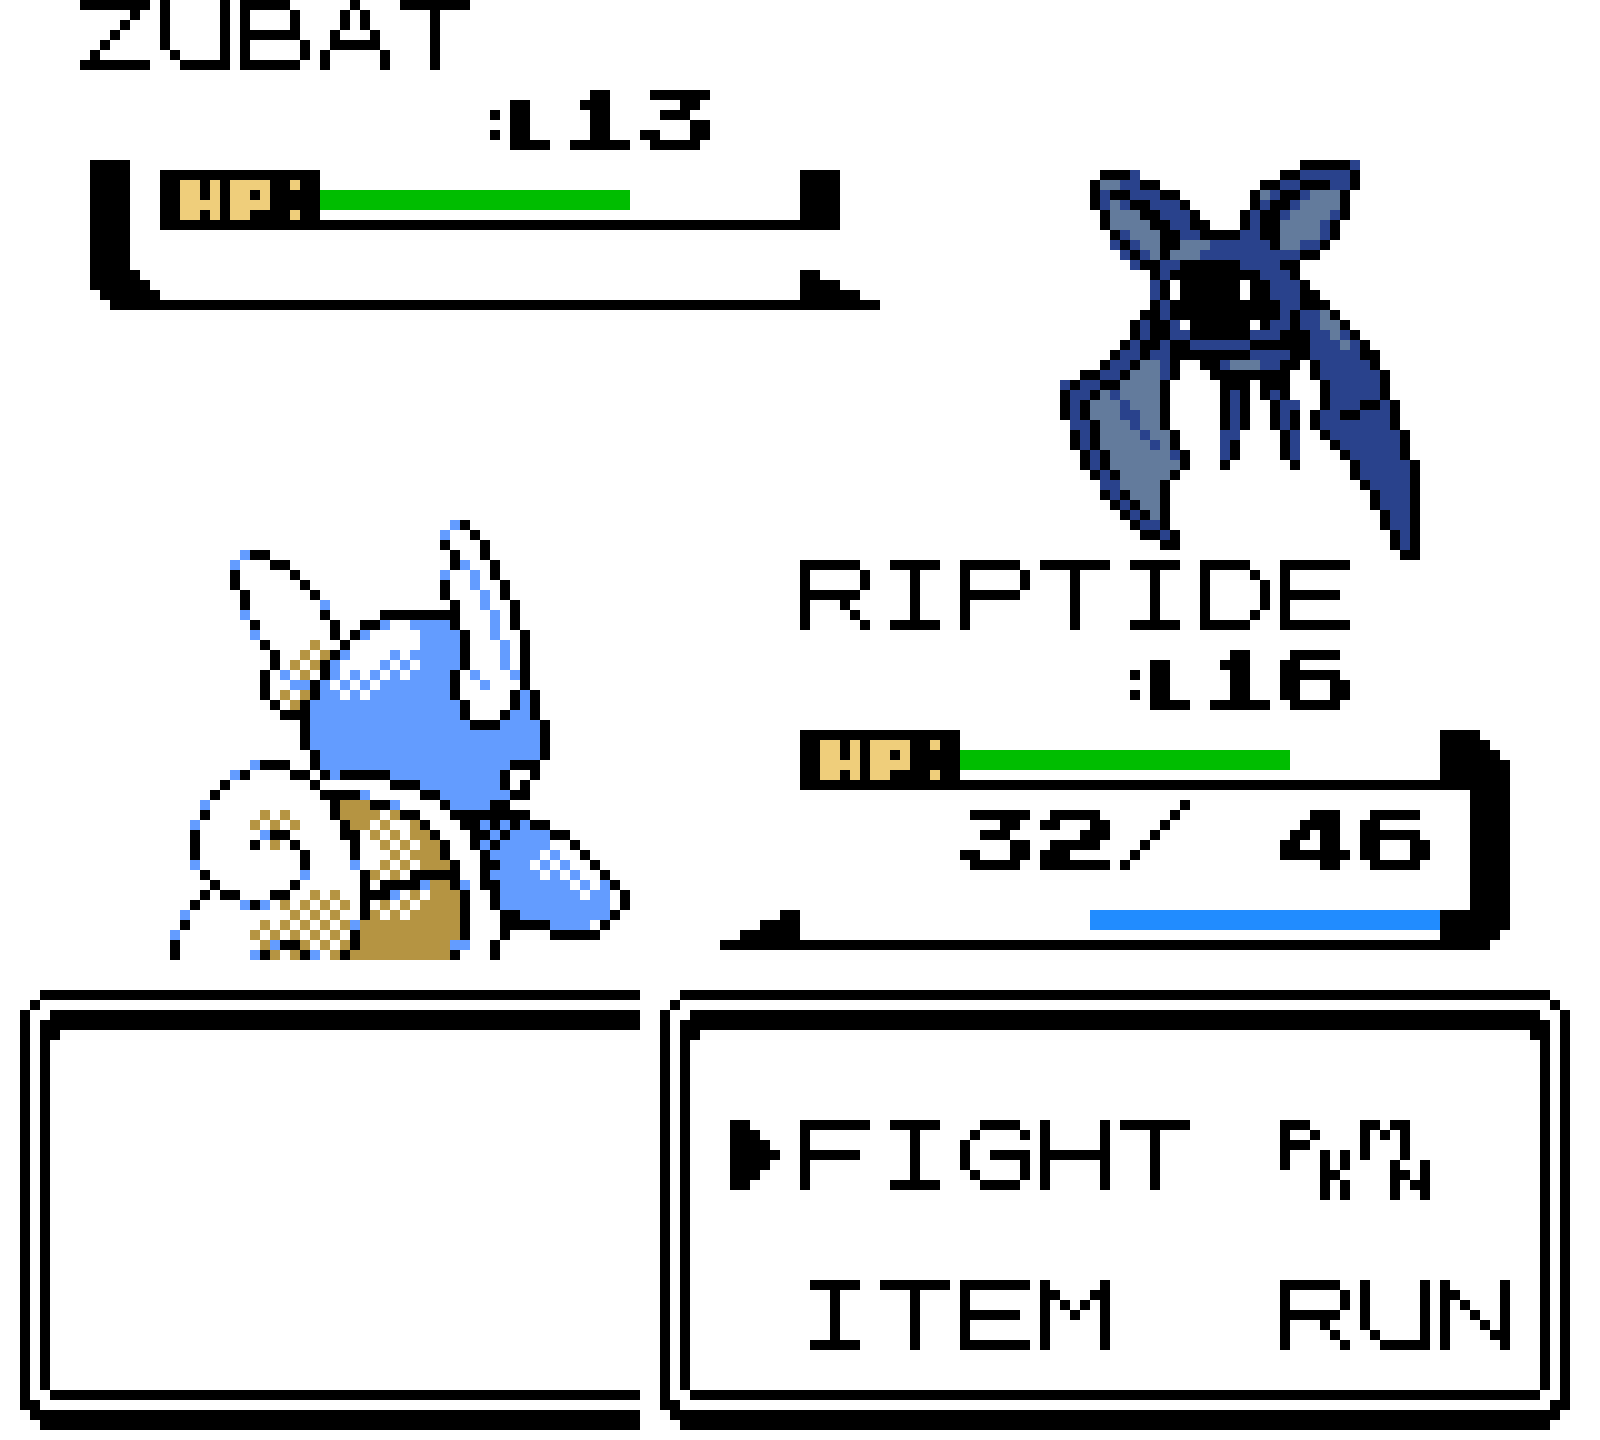 ZUBAT
:L13
HP:
RIPTIDE
:L16
HP:
32/ 46
▶FIGHT PKMN
ITEM RUN